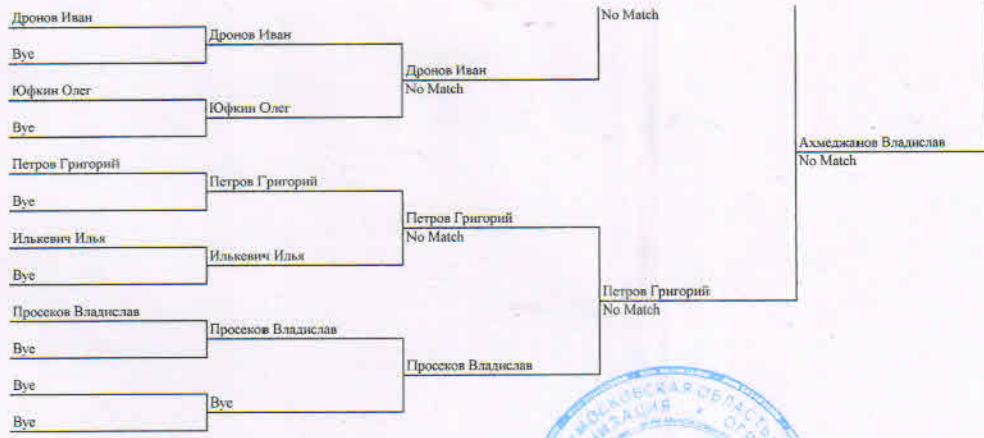 Дронов Иван
Bye
Юфкин Олег
Bye
Петров Григорий
Bye
Илькевич Илья
Bye
Просеков Владислав
Bye
Bye
Bye
Дронов Иван
Юфкин Олег
Петров Григорий
Илькевич Илья
Просеков Владислав
Bye
Дронов Иван
No Match
Петров Григорий
No Match
Просеков Владислав
No Match
Петров Григорий
No Match
Ахмеджанов Владислав
No Match
МОСКОВСКАЯ ОБЛАСТЬ